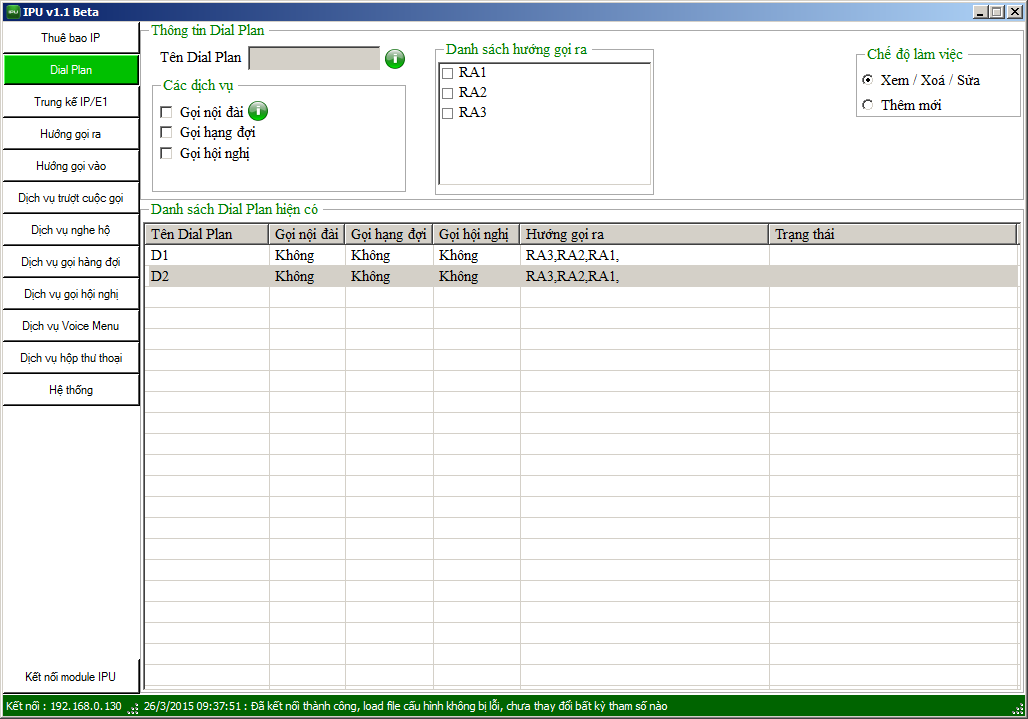 IPU v1.1 Beta
Thuê bao IP
Dial Plan
Trung kế IP/E1
Hướng gọi ra
Hướng gọi vào
Dịch vụ trượt cuộc gọi
Dịch vụ nghe hộ
Dịch vụ gọi hàng đợi
Dịch vụ gọi hội nghị
Dịch vụ Voice Menu
Dịch vụ hộp thư thoại
Hệ thống
Kết nối module IPU
Thông tin Dial Plan
Tên Dial Plan
Các dịch vụ
Gọi nội đài
Gọi hạng đợi
Gọi hội nghị
Danh sách hướng gọi ra
RA1
RA2
RA3
Chế độ làm việc
Xem / Xoá / Sửa
Thêm mới
Danh sách Dial Plan hiện có
Tên Dial Plan Gọi nội đài Gọi hạng đợi Gọi hội nghị Hướng gọi ra Trạng thái
D1 Không Không Không RA3,RA2,RA1,
D2 Không Không Không RA3,RA2,RA1,
Kết nối : 192.168.0.130 26/3/2015 09:37:51 : Đã kết nối thành công, load file cấu hình không bị lỗi, chưa thay đổi bất kỳ tham số nào